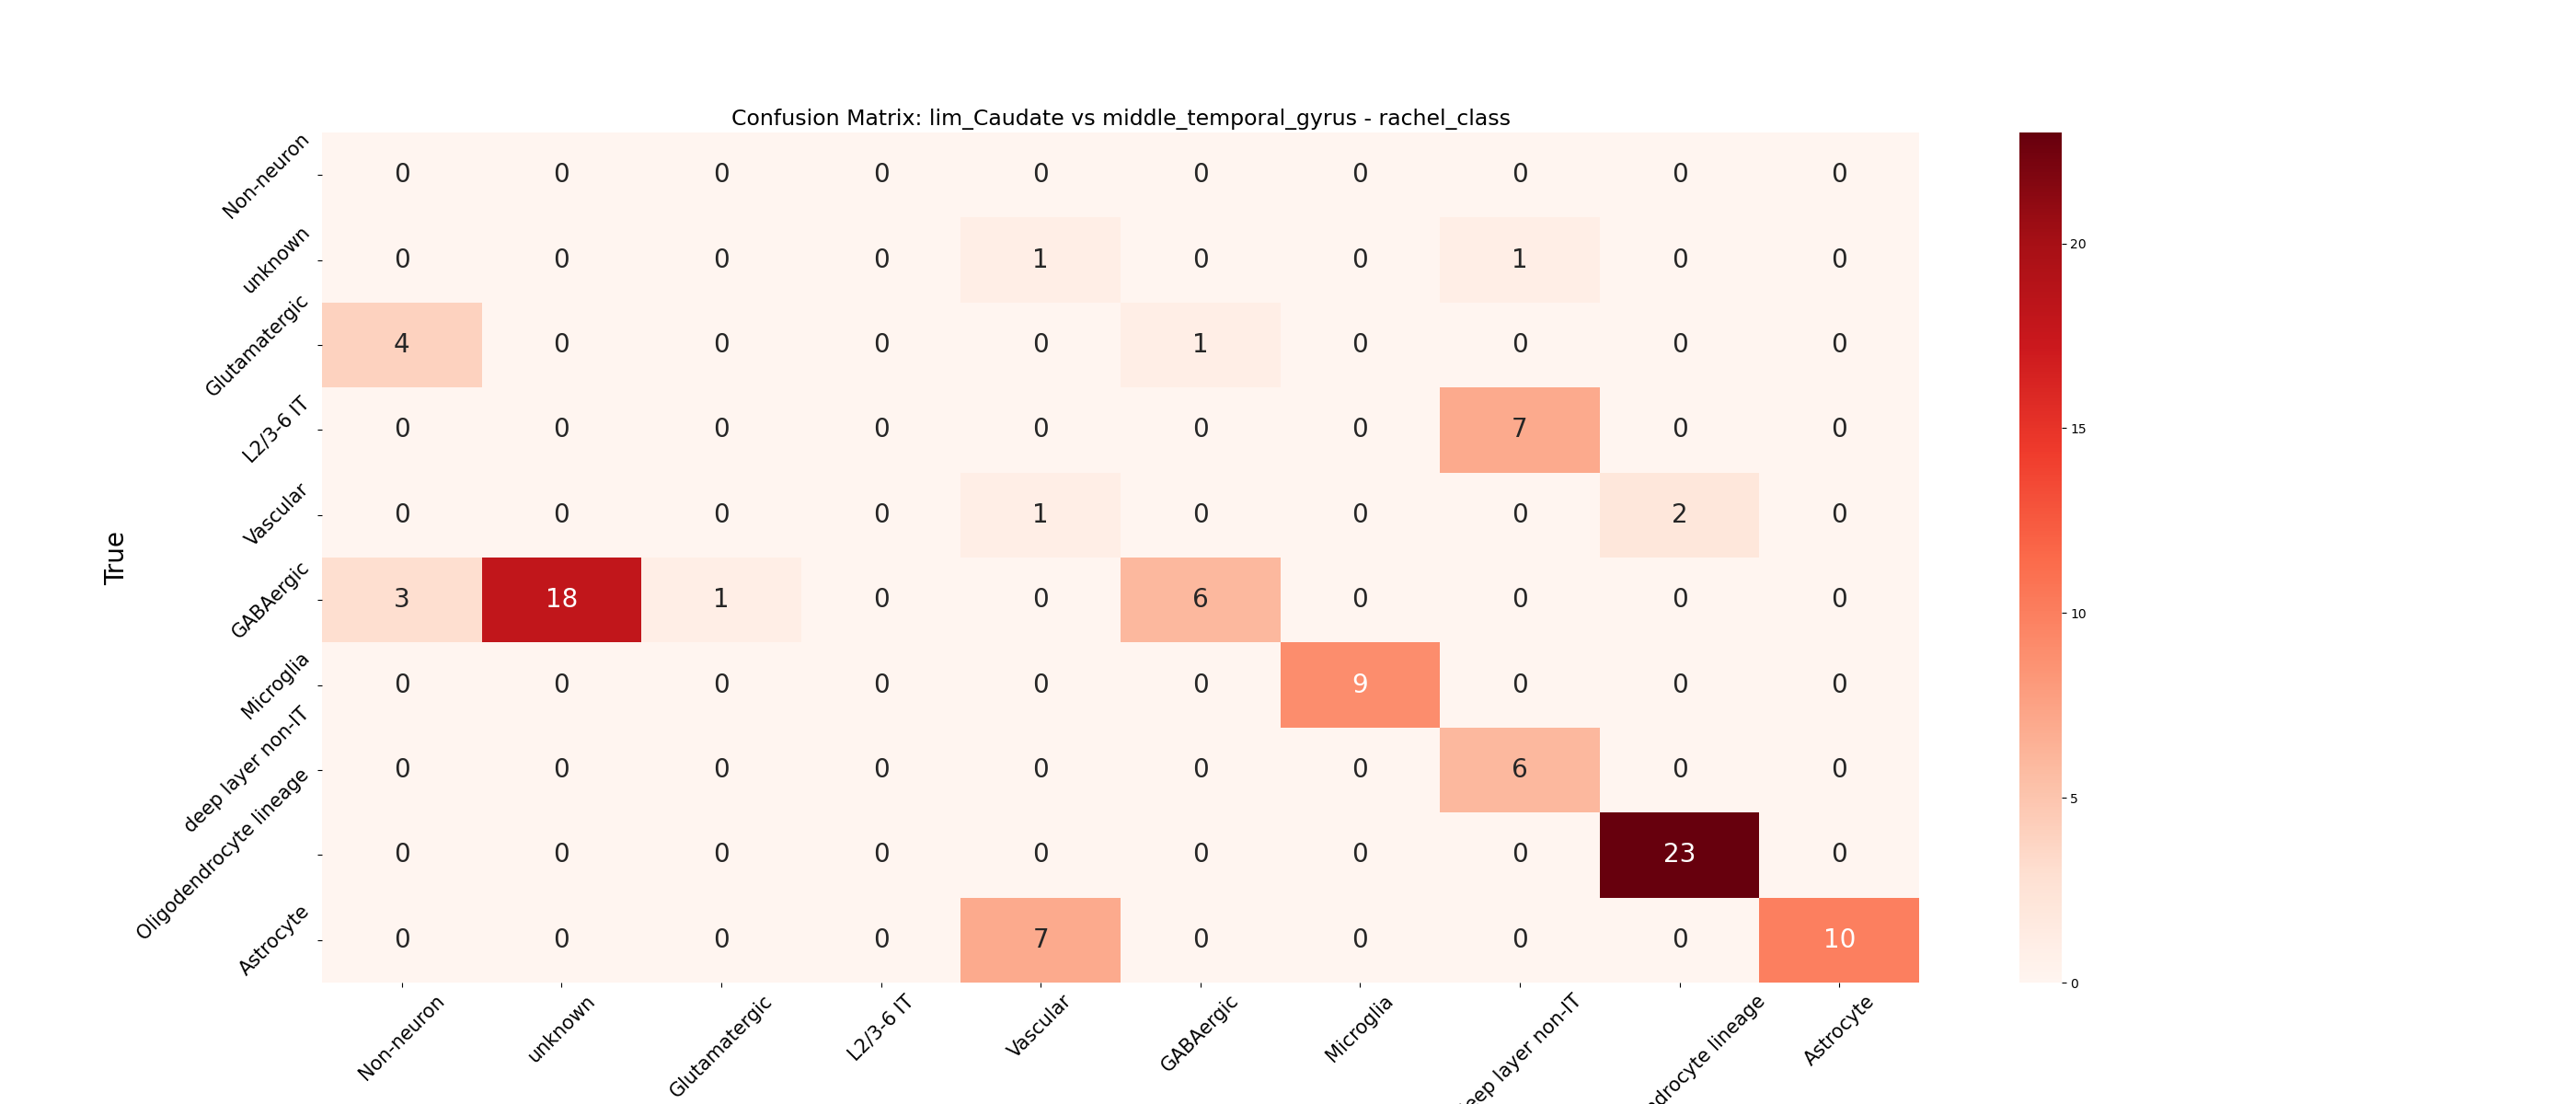 Confusion Matrix: lim_Caudate vs middle_temporal_gyrus - rachel_class
True
Non-neuron 0 0 0 0 0 0 0 0 0 0
unknown 0 0 0 0 1 0 0 1 0 0
Glutamatergic 4 0 0 0 0 1 0 0 0 0
L2/3-6 IT 0 0 0 0 0 0 0 7 0 0
Vascular 0 0 0 0 1 0 0 0 2 0
GABAergic 3 18 1 0 0 6 0 0 0 0
Microglia 0 0 0 0 0 0 9 0 0 0
deep layer non-IT 0 0 0 0 0 0 0 6 0 0
Oligodendrocyte lineage 0 0 0 0 0 0 0 0 23 0
Astrocyte 0 0 0 0 7 0 0 0 0 10
Non-neuron unknown Glutamatergic L2/3-6 IT Vascular GABAergic Microglia eep layer non-IT drocyte lineage Astrocyte
20
15
10
5
0